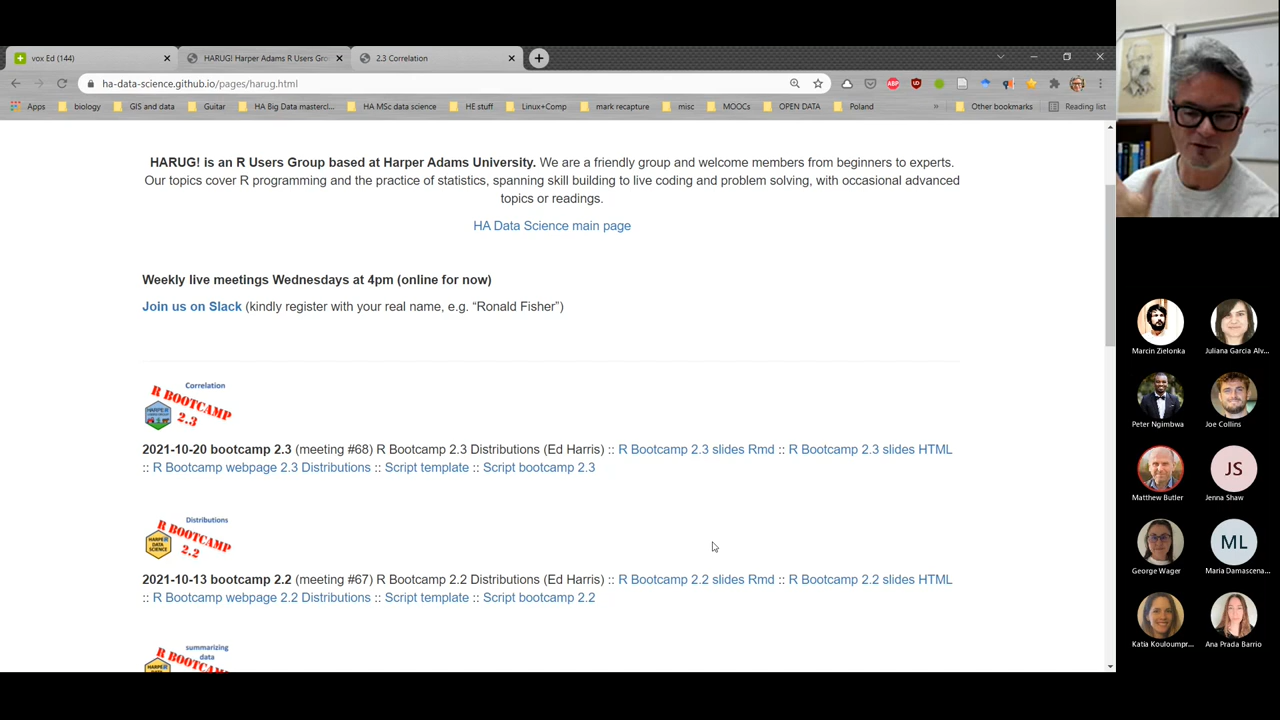 vox Ed (144)
HARUG! Harper Adams R Users Gro
2.3 Correlation
ha-data-science.github.io/pages/harug.html
Apps
biology
GIS and data
Guitar
HA Big Data mastercl...
HA MSc data science
HE stuff
Linux+Comp
mark recapture
misc
MOOCs
OPEN DATA
Poland
»
Other bookmarks
Reading list
HARUG! is an R Users Group based at Harper Adams University. We are a friendly group and welcome members from beginners to experts.
Our topics cover R programming and the practice of statistics, spanning skill building to live coding and problem solving, with occasional advanced
topics or readings.
HA Data Science main page
Weekly live meetings Wednesdays at 4pm (online for now)
Join us on Slack (kindly register with your real name, e.g. “Ronald Fisher”)
Correlation
R BOOTCAMP
2.3
2021-10-20 bootcamp 2.3 (meeting #68) R Bootcamp 2.3 Distributions (Ed Harris) :: R Bootcamp 2.3 slides Rmd :: R Bootcamp 2.3 slides HTML
:: R Bootcamp webpage 2.3 Distributions :: Script template :: Script bootcamp 2.3
Distributions
R BOOTCAMP
2.2
HARPER
DATA
SCIENCE
2021-10-13 bootcamp 2.2 (meeting #67) R Bootcamp 2.2 Distributions (Ed Harris) :: R Bootcamp 2.2 slides Rmd :: R Bootcamp 2.2 slides HTML
:: R Bootcamp webpage 2.2 Distributions :: Script template :: Script bootcamp 2.2
summarizing
data
R BOOTCAMP
HARPER
Marcin Zielonka
Juliana Garcia Alv...
Peter Ngimbwa
Joe Collins
Matthew Butler
JS
Jenna Shaw
George Wager
ML
Maria Damascena...
Katia Kouloumpr...
Ana Prada Barrio